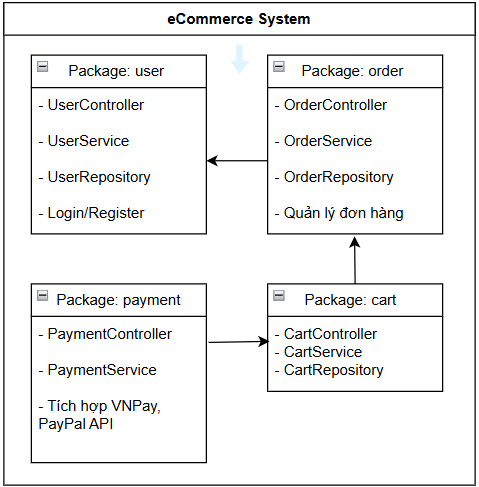 eCommerce System
Package: user
- UserController
- UserService
- UserRepository
- Login/Register
Package: order
- OrderController
- OrderService
- OrderRepository
- Quản lý đơn hàng
Package: payment
- PaymentController
- PaymentService
- Tích hợp VNPay,
PayPal API
Package: cart
- CartController
- CartService
- CartRepository